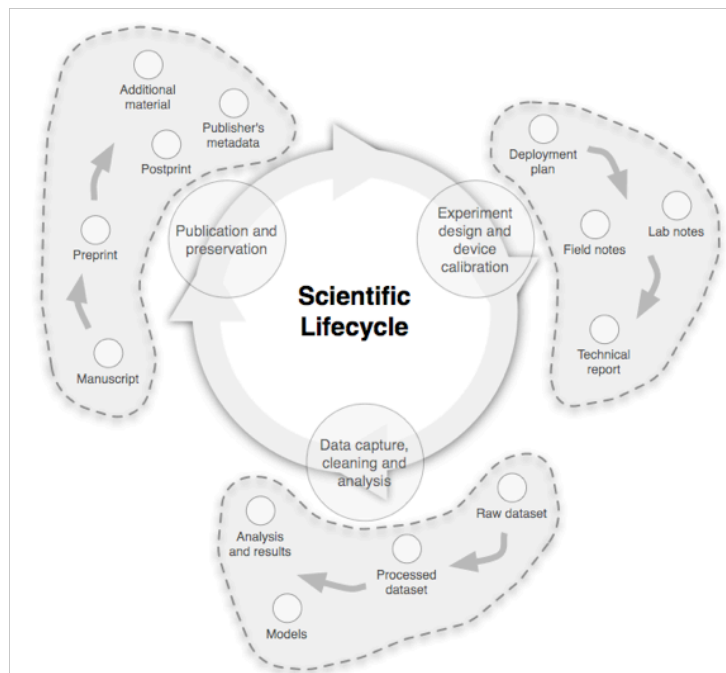 Additional
material
Publisher's
metadata
Postprint
Preprint
Manuscript
Publication and
preservation
Scientific
Lifecycle
Experiment
design and
device
calibration
Deployment
plan
Lab notes
Field notes
Technical
report
Data capture,
cleaning and
analysis
Raw dataset
Processed
dataset
Analysis
and results
Models